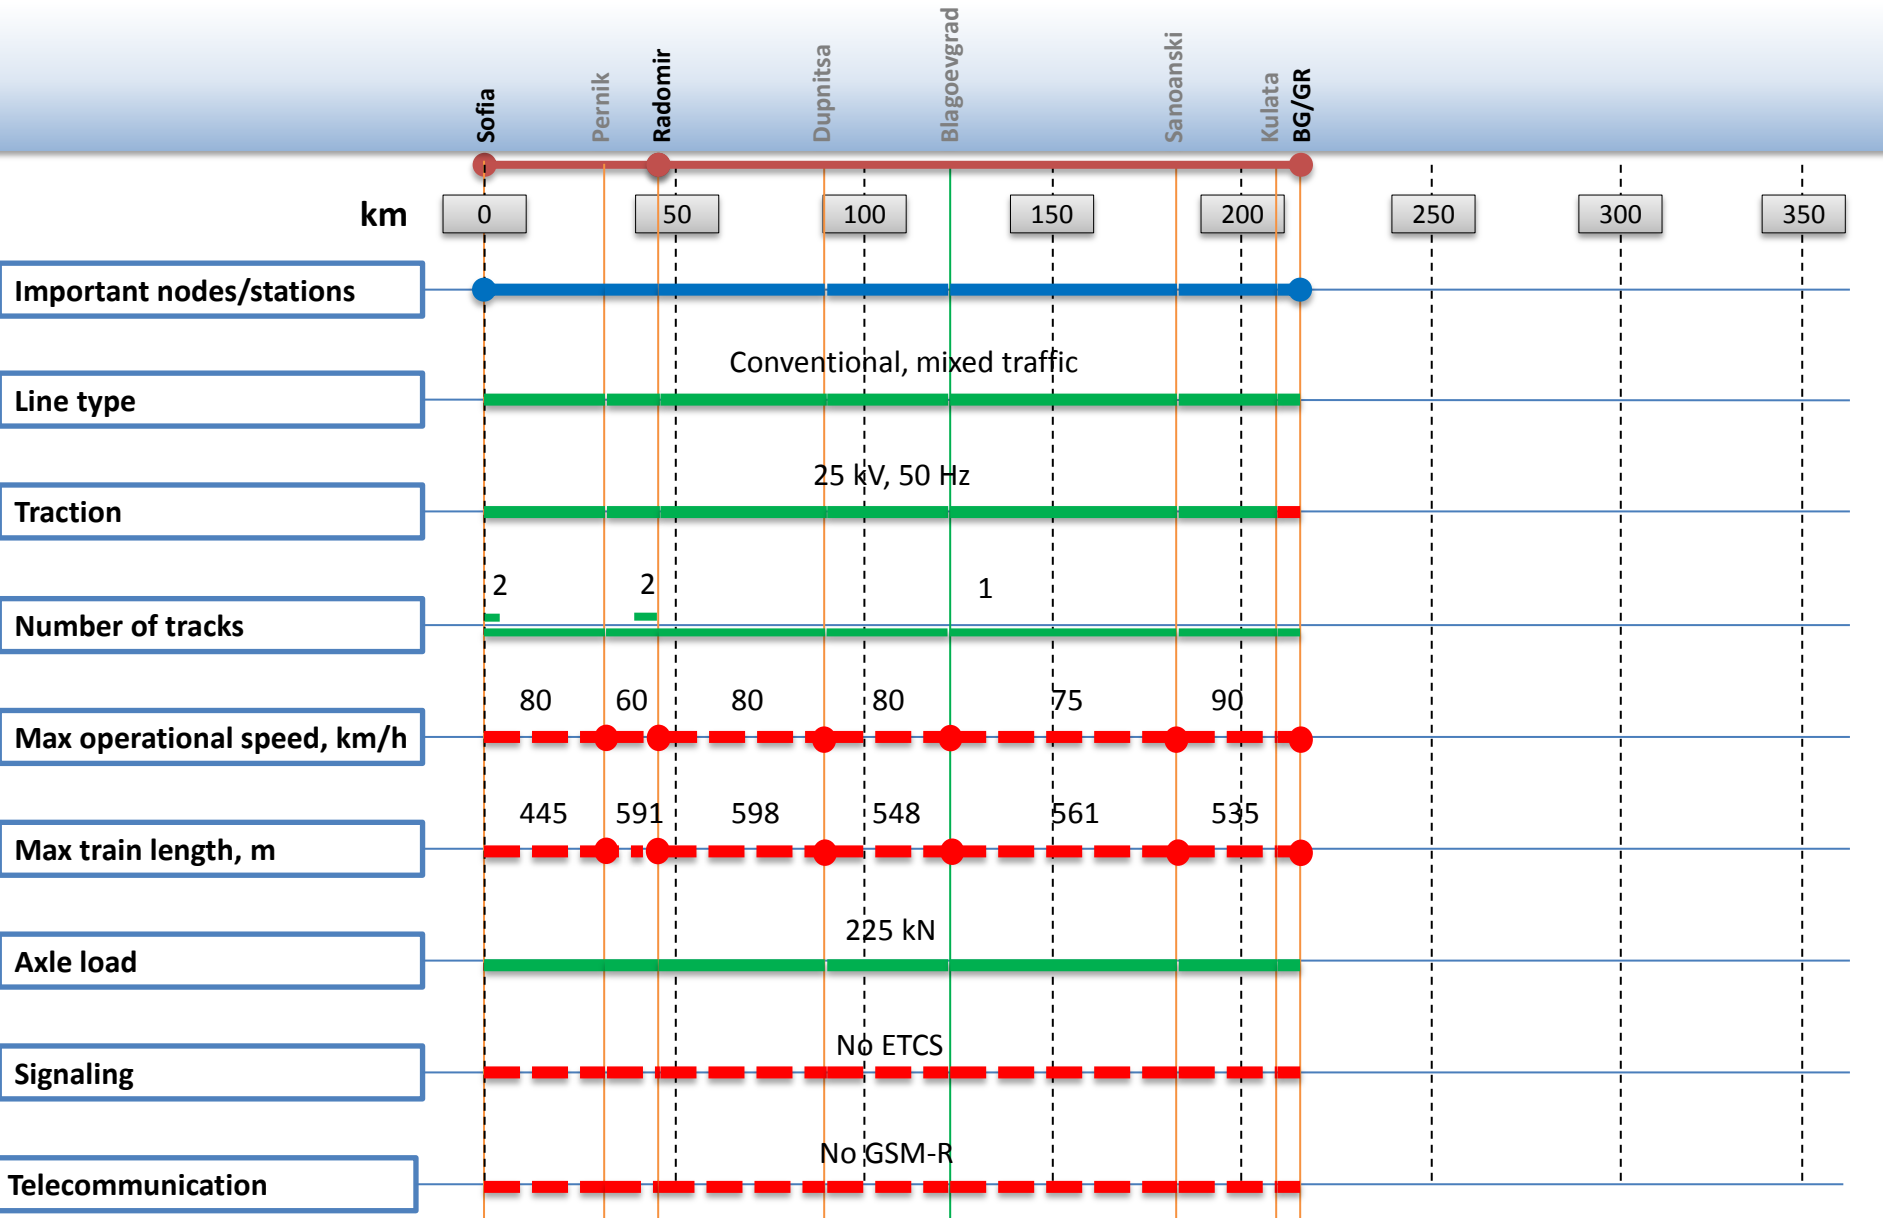 Sofia
Pernik
Radomir
Dupnitsa
Blagoevgrad
Sanoanski
Kulata
BG/GR
km
0 50 100 150 200 250 300 350
Important nodes/stations
Conventional, mixed traffic
Line type
25 kV, 50 Hz
Traction
2 2 1
Number of tracks
80 60 80 80 75 90
Max operational speed, km/h
445 591 598 548 561 535
Max train length, m
225 kN
Axle load
No ETCS
Signaling
No GSM-R
Telecommunication